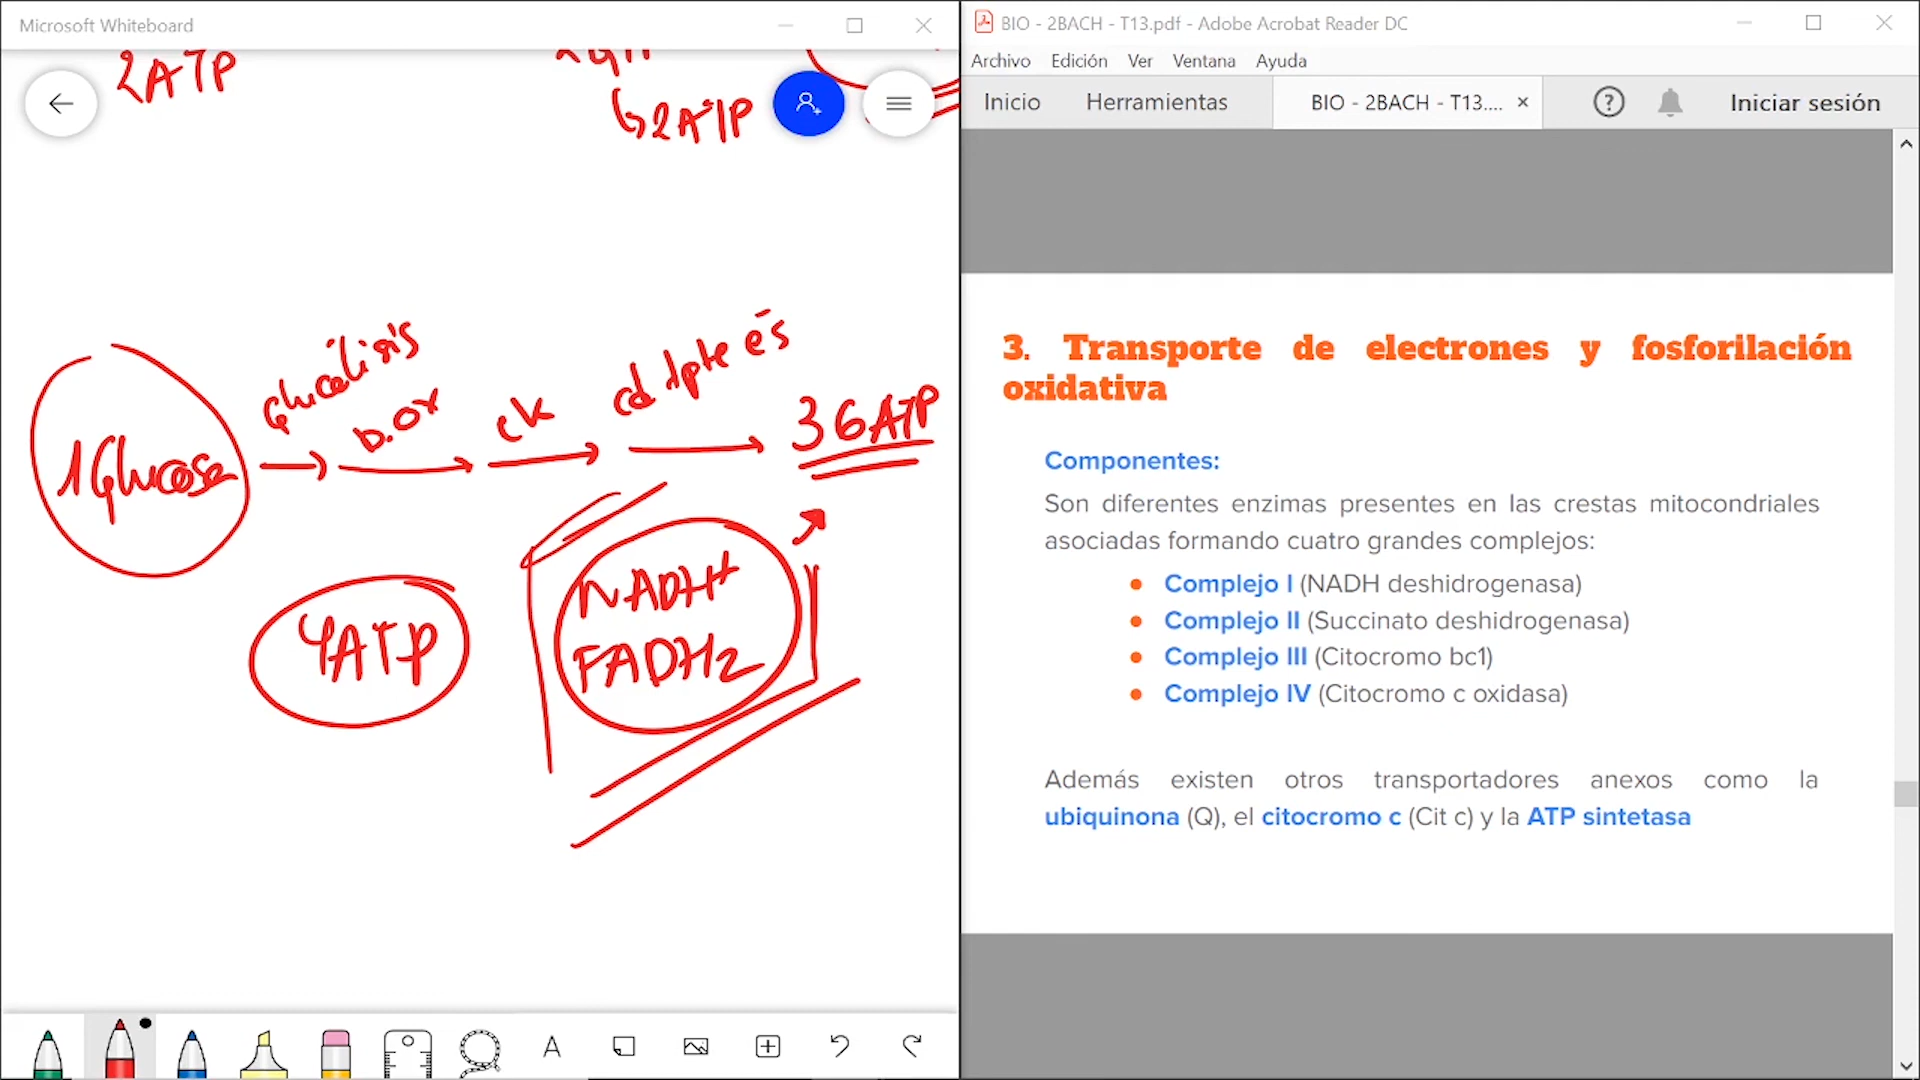 Microsoft Whiteboard
2ATP
2ATP
Glucólisis
D.OX
CK
1Glucosa
36ATP
4ATP
NADH+
FADH2
BIO - 2BACH - T13.pdf - Adobe Acrobat Reader DC
Archivo Edición Ver Ventana Ayuda
Inicio Herramientas BIO - 2BACH - T13.... Iniciar sesión
3. Transporte de electrones y fosforilación
oxidativa
Componentes:
Son diferentes enzimas presentes en las crestas mitocondriales
asociadas formando cuatro grandes complejos:
Complejo I (NADH deshidrogenasa)
Complejo II (Succinato deshidrogenasa)
Complejo III (Citocromo bc1)
Complejo IV (Citocromo c oxidasa)
Además existen otros transportadores anexos como la
ubiquinona (Q), el citocromo c (Cit c) y la ATP sintetasa